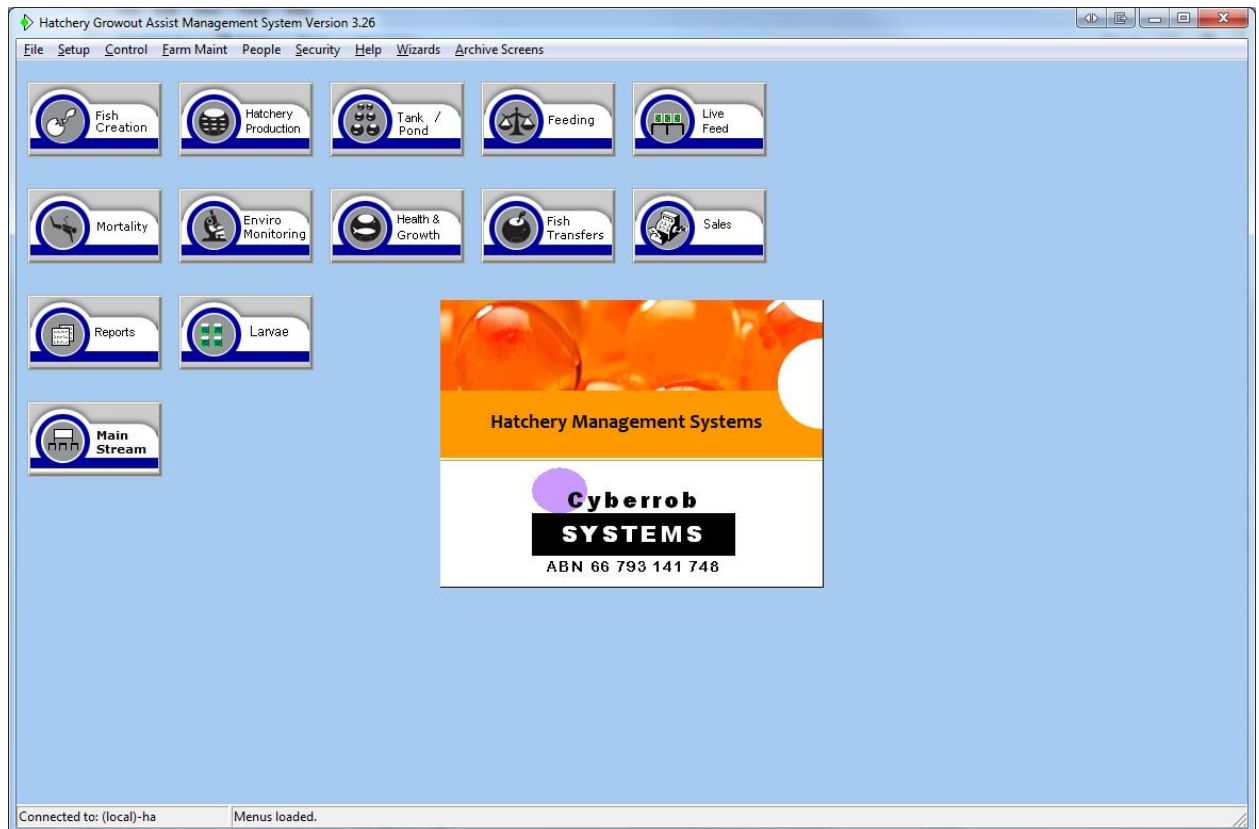 Hatchery Growout Assist Management System Version 3.26
File Setup Control Farm Maint People Security Help Wizards Archive Screens
Fish
Creation
Hatchery
Production
Tank /
Pond
Feeding
Live
Feed
Mortality
Enviro
Monitoring
Health &
Growth
Fish
Transfers
Sales
Reports
Larvae
Main
Stream
Hatchery Management Systems
Cyberrob
SYSTEMS
ABN 66 793 141 748
Connected to: (local)-ha
Menus loaded.